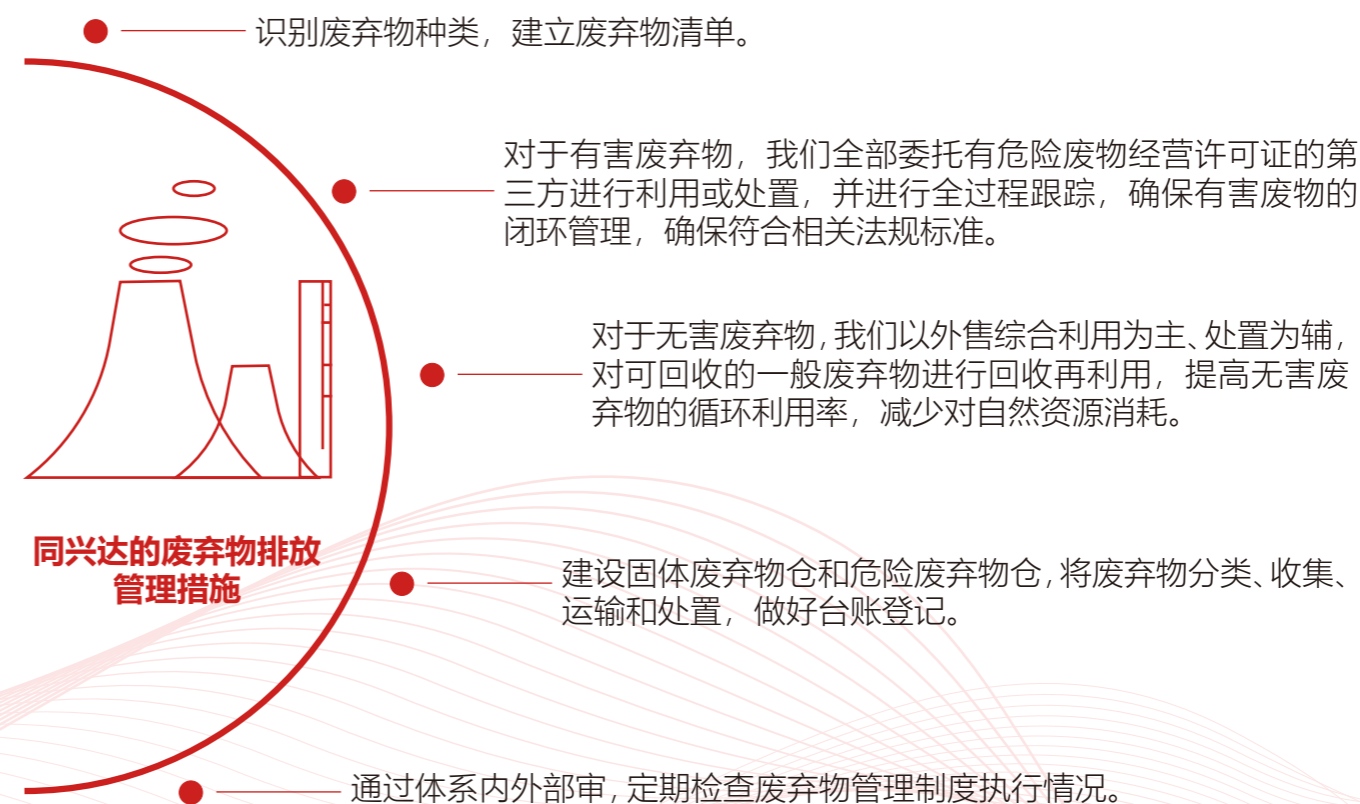 识别废弃物种类，建立废弃物清单。
对于有害废弃物，我们全部委托有危险废物经营许可证的第
三方进行利用或处置，并进行全过程跟踪，确保有害废物的
闭环管理，确保符合相关法规标准。
对于无害废弃物，我们以外售综合利用为主、处置为辅，
对可回收的一般废弃物进行回收再利用，提高无害废
弃物的循环利用率，减少对自然资源消耗。
同兴达的废弃物排放
管理措施
建设固体废弃物仓和危险废弃物仓，将废弃物分类、收集、
运输和处置，做好台账登记。
通过体系内外部审，定期检查废弃物管理制度执行情况。